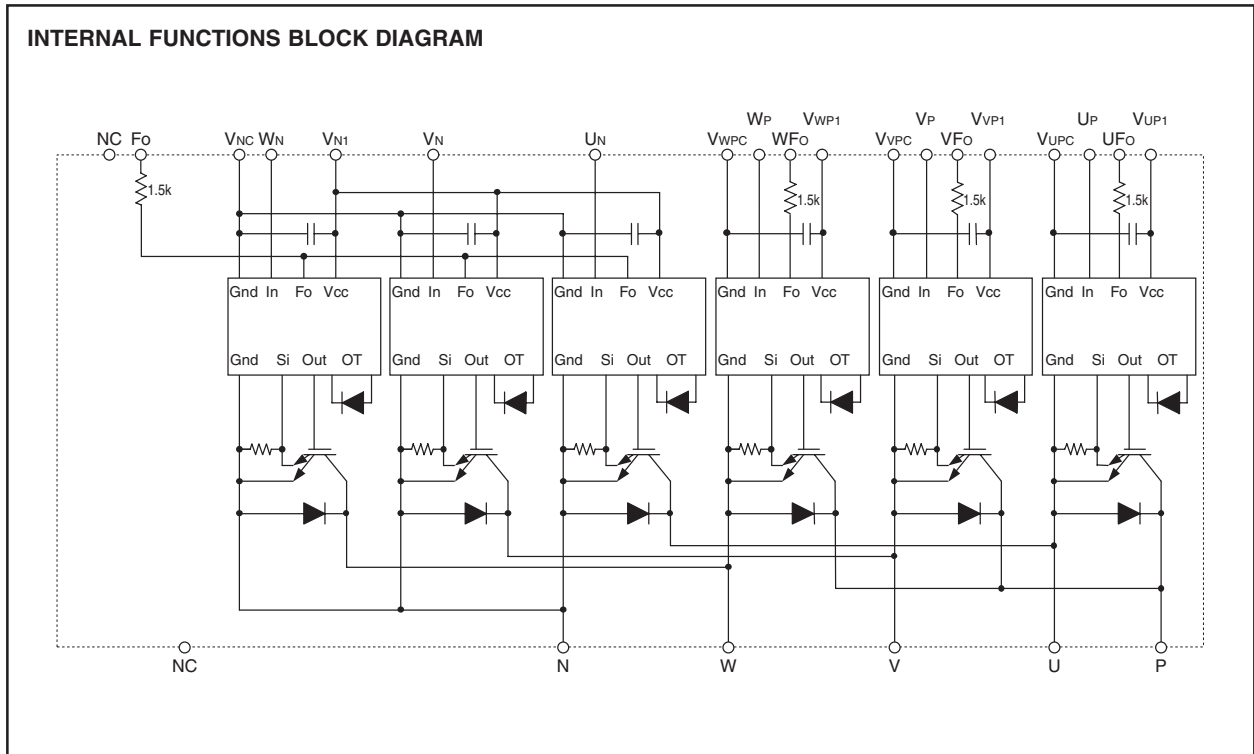 INTERNAL FUNCTIONS BLOCK DIAGRAM
WP VWP1 VP VVP1 UP VUP1
NC FO VNC WN VN1 VN UN VWPC WFO VVPC VFO VUPC UFO
1.5k 1.5k 1.5k 1.5k
Gnd In Fo Vcc Gnd In Fo Vcc Gnd In Fo Vcc Gnd In Fo Vcc Gnd In Fo Vcc Gnd In Fo Vcc
Gnd Si Out OT Gnd Si Out OT Gnd Si Out OT Gnd Si Out OT Gnd Si Out OT Gnd Si Out OT
NC N W V U P